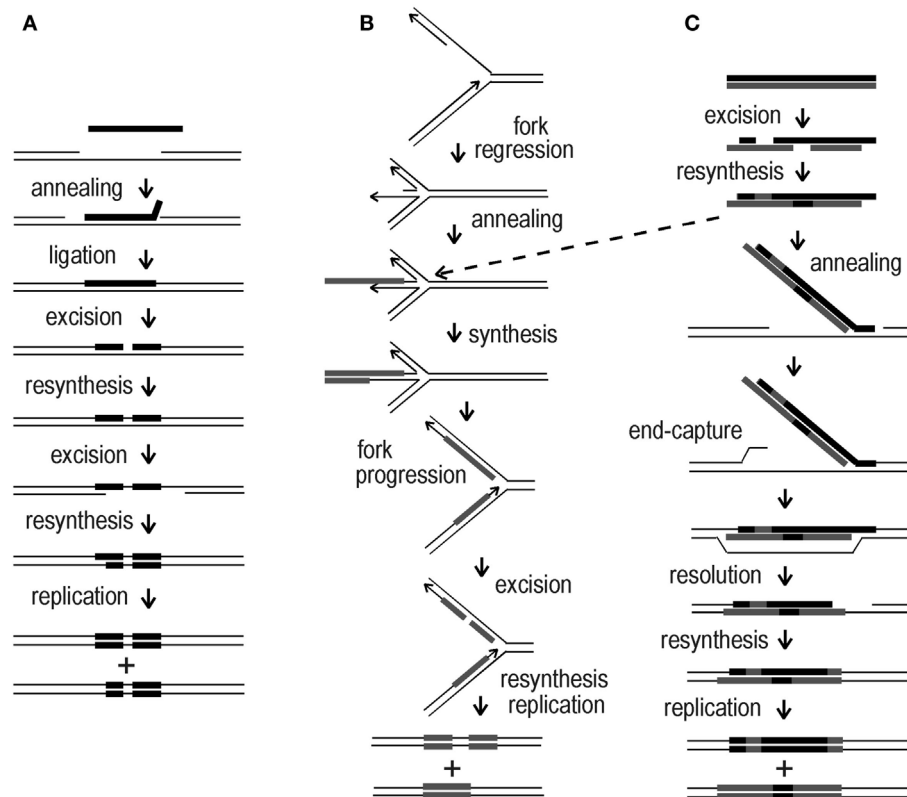 A
annealing
ligation
excision
resynthesis
excision
resynthesis
replication
+
B
fork
regression
annealing
synthesis
fork
progression
excision
resynthesis
replication
+
C
excision
resynthesis
annealing
end-capture
resolution
resynthesis
replication
+